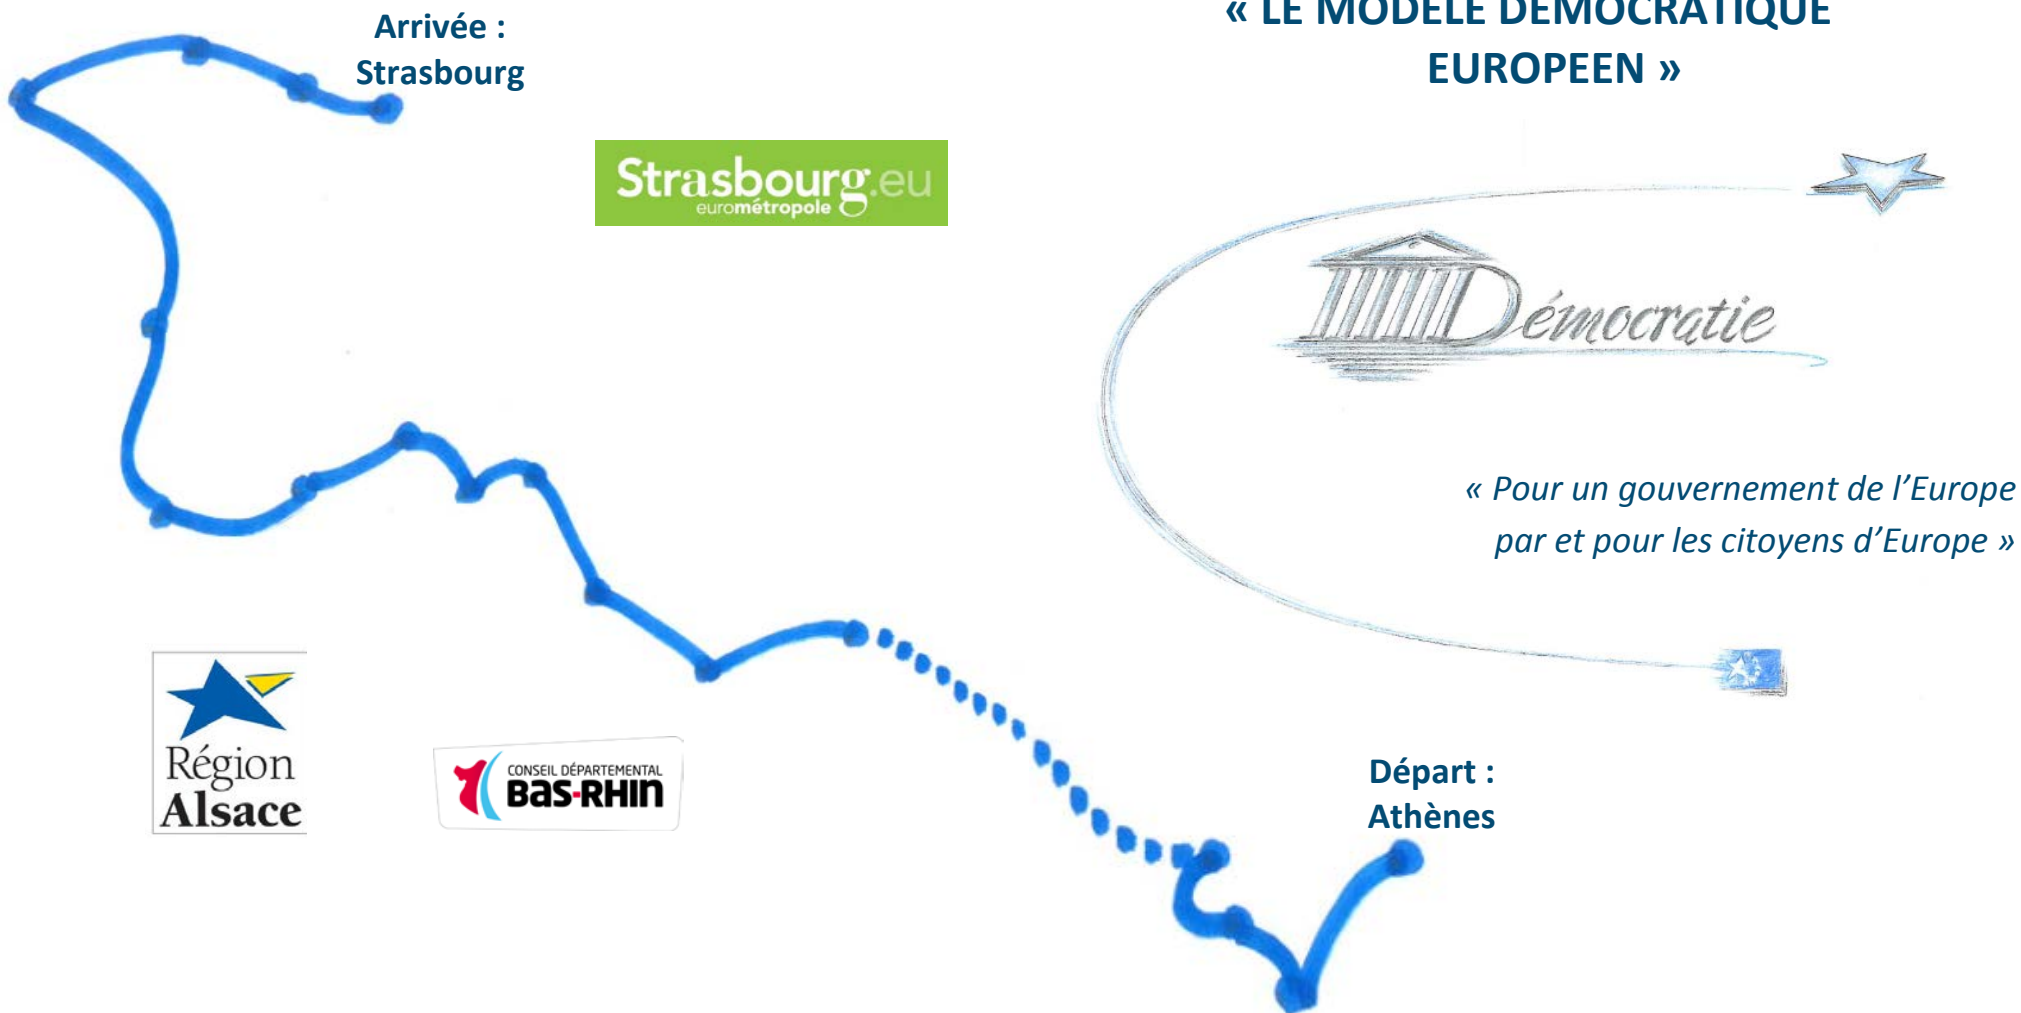 « LE MODELE DEMOCRATIQUE
EUROPEEN »
Arrivée :
Strasbourg
Strasbourg.eu
eurométropole
Démocratie
« Pour un gouvernement de l’Europe
par et pour les citoyens d’Europe »
Région
Alsace
CONSEIL DÉPARTEMENTAL
BAS-RHIN
Départ :
Athènes